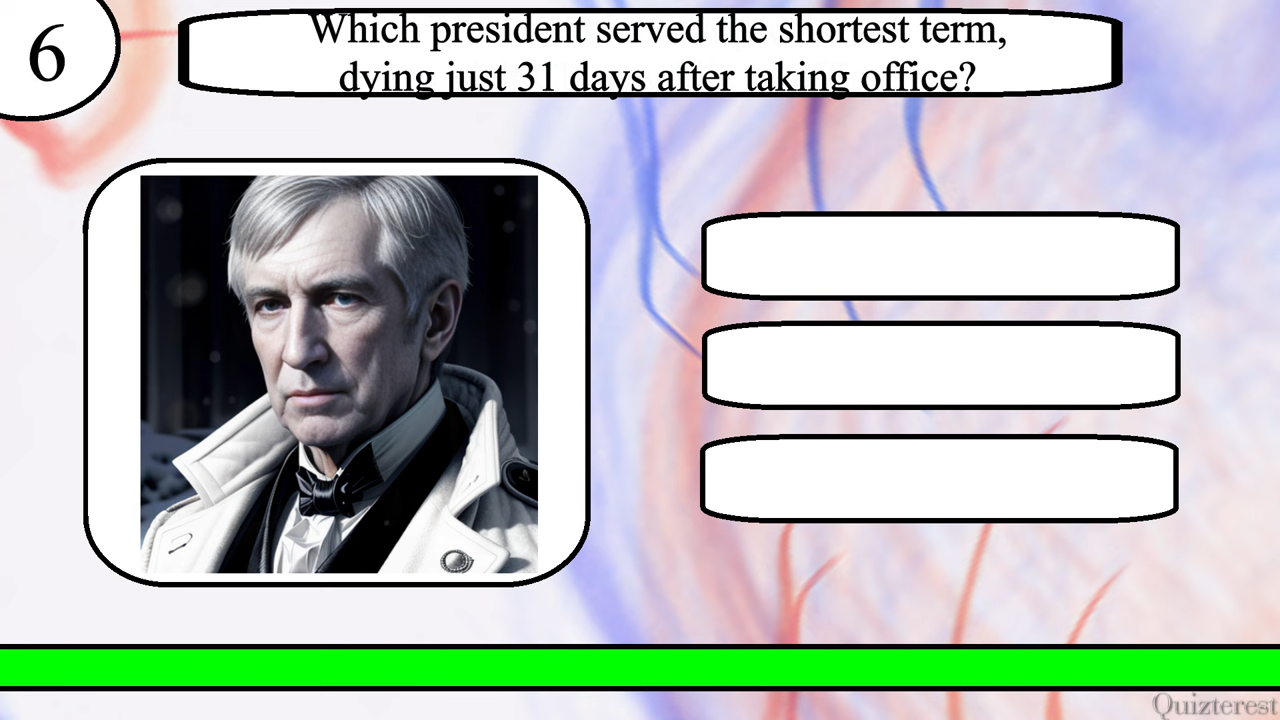 6
Which president served the shortest term,
dying just 31 days after taking office?
Quizterest